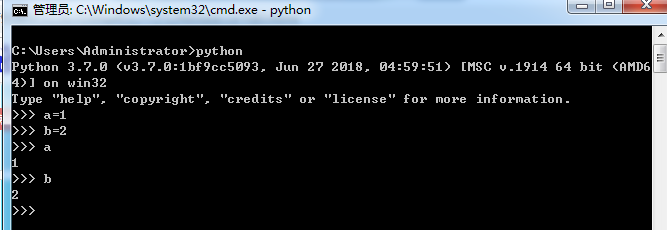 管理员: C:\Windows\system32\cmd.exe - python
C:\Users\Administrator>python
Python 3.7.0 (v3.7.0:1bf9cc5093, Jun 27 2018, 04:59:51) [MSC v.1914 64 bit (AMD6
4)] on win32
Type "help", "copyright", "credits" or "license" for more information.
>>> a=1
>>> b=2
>>> a
1
>>> b
2
>>>